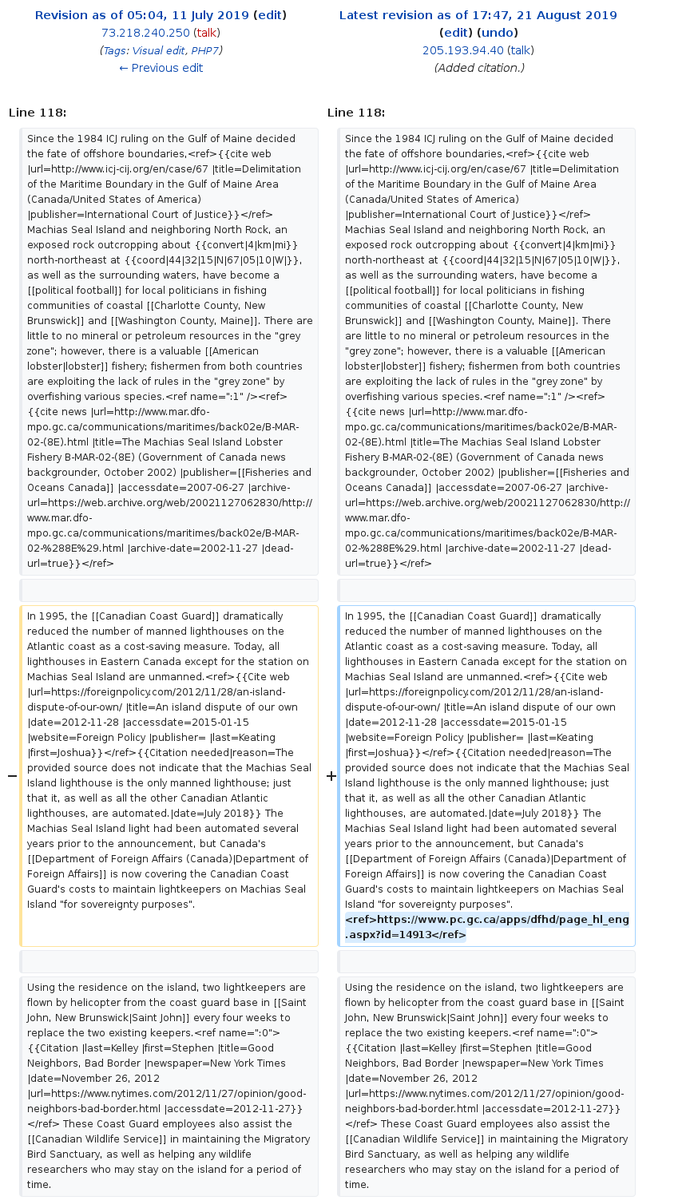 Revision as of 05:04, 11 July 2019 (edit)
73.218.240.250 (talk)
(Tags: Visual edit, PHP7)
← Previous edit
Latest revision as of 17:47, 21 August 2019
(edit) (undo)
205.193.94.40 (talk)
(Added citation.)
Line 118:
Since the 1984 ICJ ruling on the Gulf of Maine decided
the fate of offshore boundaries,<ref>{{cite web
|url=http://www.icj-cij.org/en/case/67 |title=Delimitation
of the Maritime Boundary in the Gulf of Maine Area
(Canada/United States of America)
|publisher=International Court of Justice}}</ref>
Machias Seal Island and neighboring North Rock, an
exposed rock outcropping about {{convert|4|km|mi}}
north-northeast at {{coord|44|32|15|N|67|05|10|W|}},
as well as the surrounding waters, have become a
[[political football]] for local politicians in fishing
communities of coastal [[Charlotte County, New
Brunswick]] and [[Washington County, Maine]]. There are
little to no mineral or petroleum resources in the "grey
zone"; however, there is a valuable [[American
lobster|lobster]] fishery; fishermen from both countries
are exploiting the lack of rules in the "grey zone" by
overfishing various species.<ref name=":1" /><ref>
{{cite news |url=http://www.mar.dfo-
mpo.gc.ca/communications/maritimes/back02e/B-MAR-
02-(8E).html |title=The Machias Seal Island Lobster
Fishery B-MAR-02-(8E) (Government of Canada news
backgrounder, October 2002) |publisher=[[Fisheries and
Oceans Canada]] |accessdate=2007-06-27 |archive-
url=https://web.archive.org/web/20021127062830/http://
www.mar.dfo-
mpo.gc.ca/communications/maritimes/back02e/B-MAR-
02-%288E%29.html |archive-date=2002-11-27 |dead-
url=true}}</ref>
−
In 1995, the [[Canadian Coast Guard]] dramatically
reduced the number of manned lighthouses on the
Atlantic coast as a cost-saving measure. Today, all
lighthouses in Eastern Canada except for the station on
Machias Seal Island are unmanned.<ref>{{Cite web
|url=https://foreignpolicy.com/2012/11/28/an-island-
dispute-of-our-own/ |title=An island dispute of our own
|date=2012-11-28 |accessdate=2015-01-15
|website=Foreign Policy |publisher= |last=Keating
|first=Joshua}}</ref>{{Citation needed|reason=The
provided source does not indicate that the Machias Seal
Island lighthouse is the only manned lighthouse; just
that it, as well as all the other Canadian Atlantic
lighthouses, are automated.|date=July 2018}} The
Machias Seal Island light had been automated several
years prior to the announcement, but Canada's
[[Department of Foreign Affairs (Canada)|Department of
Foreign Affairs]] is now covering the Canadian Coast
Guard's costs to maintain lightkeepers on Machias Seal
Island "for sovereignty purposes".
Using the residence on the island, two lightkeepers are
flown by helicopter from the coast guard base in [[Saint
John, New Brunswick|Saint John]] every four weeks to
replace the two existing keepers.<ref name=":0">
{{Citation |last=Kelley |first=Stephen |title=Good
Neighbors, Bad Border |newspaper=New York Times
|date=November 26, 2012
|url=https://www.nytimes.com/2012/11/27/opinion/good-
neighbors-bad-border.html |accessdate=2012-11-27}}
</ref> These Coast Guard employees also assist the
[[Canadian Wildlife Service]] in maintaining the Migratory
Bird Sanctuary, as well as helping any wildlife
researchers who may stay on the island for a period of
time.
Line 118:
Since the 1984 ICJ ruling on the Gulf of Maine decided
the fate of offshore boundaries,<ref>{{cite web
|url=http://www.icj-cij.org/en/case/67 |title=Delimitation
of the Maritime Boundary in the Gulf of Maine Area
(Canada/United States of America)
|publisher=International Court of Justice}}</ref>
Machias Seal Island and neighboring North Rock, an
exposed rock outcropping about {{convert|4|km|mi}}
north-northeast at {{coord|44|32|15|N|67|05|10|W|}},
as well as the surrounding waters, have become a
[[political football]] for local politicians in fishing
communities of coastal [[Charlotte County, New
Brunswick]] and [[Washington County, Maine]]. There
are little to no mineral or petroleum resources in the
"grey zone"; however, there is a valuable [[American
lobster|lobster]] fishery; fishermen from both countries
are exploiting the lack of rules in the "grey zone" by
overfishing various species.<ref name=":1" /><ref>
{{cite news |url=http://www.mar.dfo-
mpo.gc.ca/communications/maritimes/back02e/B-MAR-
02-(8E).html |title=The Machias Seal Island Lobster
Fishery B-MAR-02-(8E) (Government of Canada news
backgrounder, October 2002) |publisher=[[Fisheries and
Oceans Canada]] |accessdate=2007-06-27 |archive-
url=https://web.archive.org/web/20021127062830/http://
www.mar.dfo-
mpo.gc.ca/communications/maritimes/back02e/B-MAR-
02-%288E%29.html |archive-date=2002-11-27 |dead-
url=true}}</ref>
+
In 1995, the [[Canadian Coast Guard]] dramatically
reduced the number of manned lighthouses on the
Atlantic coast as a cost-saving measure. Today, all
lighthouses in Eastern Canada except for the station on
Machias Seal Island are unmanned.<ref>{{Cite web
|url=https://foreignpolicy.com/2012/11/28/an-island-
dispute-of-our-own/ |title=An island dispute of our own
|date=2012-11-28 |accessdate=2015-01-15
|website=Foreign Policy |publisher= |last=Keating
|first=Joshua}}</ref>{{Citation needed|reason=The
provided source does not indicate that the Machias Seal
Island lighthouse is the only manned lighthouse; just
that it, as well as all the other Canadian Atlantic
lighthouses, are automated.|date=July 2018}} The
Machias Seal Island light had been automated several
years prior to the announcement, but Canada's
[[Department of Foreign Affairs (Canada)|Department of
Foreign Affairs]] is now covering the Canadian Coast
Guard's costs to maintain lightkeepers on Machias Seal
Island "for sovereignty purposes".
<ref>https://www.pc.gc.ca/apps/dfhd/page_hl_eng
.aspx?id=14913</ref>
Using the residence on the island, two lightkeepers are
flown by helicopter from the coast guard base in [[Saint
John, New Brunswick|Saint John]] every four weeks to
replace the two existing keepers.<ref name=":0">
{{Citation |last=Kelley |first=Stephen |title=Good
Neighbors, Bad Border |newspaper=New York Times
|date=November 26, 2012
|url=https://www.nytimes.com/2012/11/27/opinion/good-
neighbors-bad-border.html |accessdate=2012-11-27}}
</ref> These Coast Guard employees also assist the
[[Canadian Wildlife Service]] in maintaining the Migratory
Bird Sanctuary, as well as helping any wildlife
researchers who may stay on the island for a period of
time.